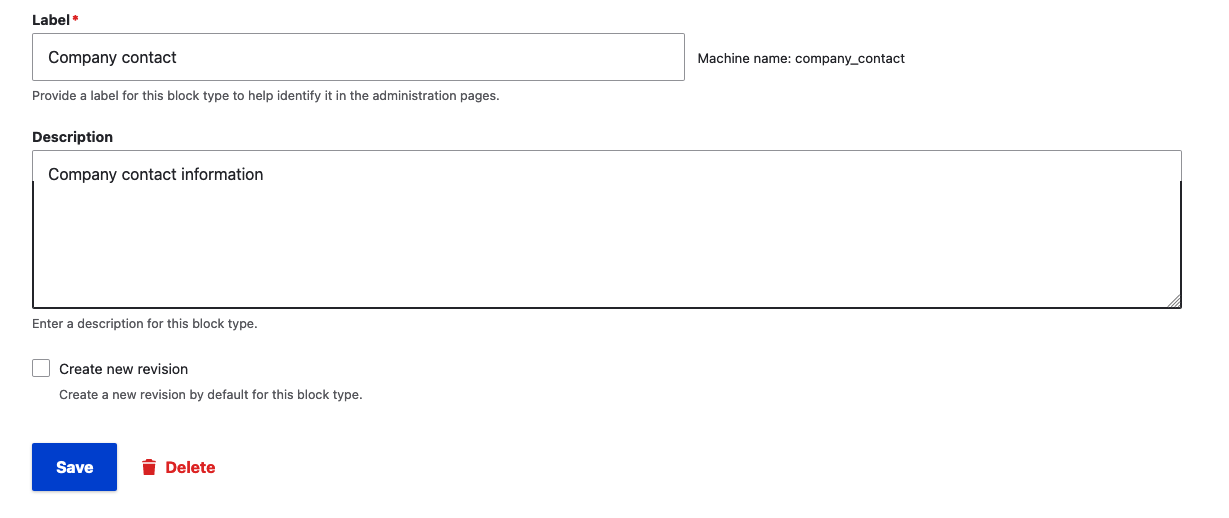 Label*
Company contact
Machine name: company_contact
Provide a label for this block type to help identify it in the administration pages.
Description
Company contact information
Enter a description for this block type.
Create new revision
Create a new revision by default for this block type.
Save
Delete